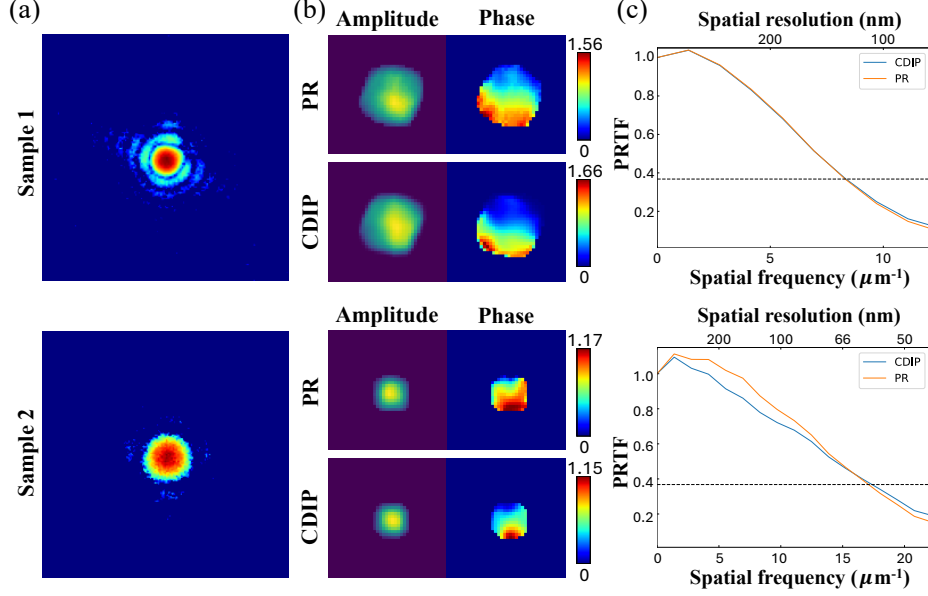 (a)
(b)
(c)
Sample 1
Amplitude
Phase
PR
1.56
0
CDIP
1.66
0
Spatial resolution (nm)
200
100
PRTF
1.0
0.8
0.6
0.4
0.2
CDIP
PR
0
5
10
Spatial frequency (μm⁻¹)
Sample 2
Amplitude
Phase
PR
1.17
0
CDIP
1.15
0
Spatial resolution (nm)
200
100
66
50
PRTF
1.0
0.8
0.6
0.4
0.2
CDIP
PR
0
5
10
15
20
Spatial frequency (μm⁻¹)